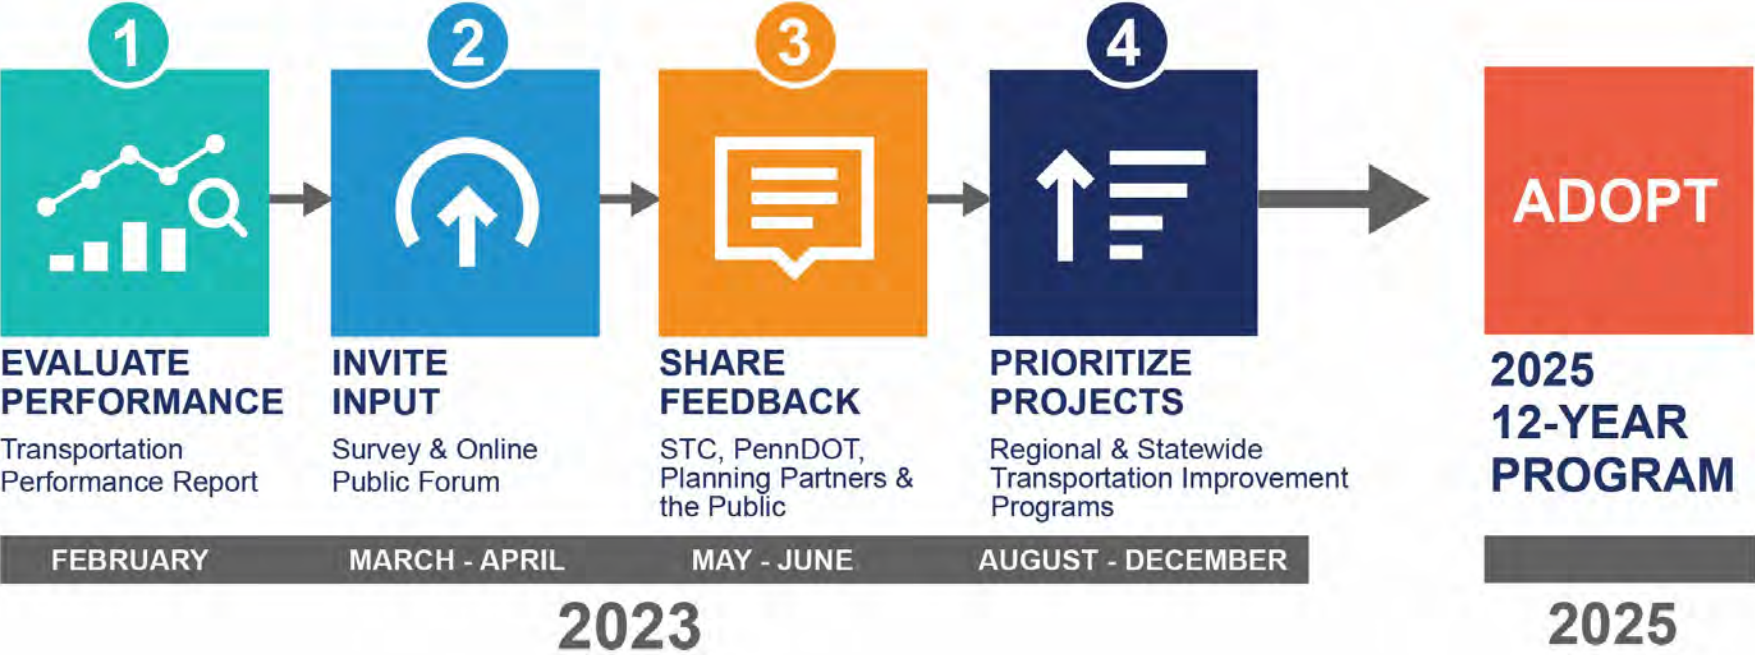 1
2
3
4
ADOPT
EVALUATE
PERFORMANCE
Transportation
Performance Report
INVITE
INPUT
Survey & Online
Public Forum
SHARE
FEEDBACK
STC, PennDOT,
Planning Partners &
the Public
PRIORITIZE
PROJECTS
Regional & Statewide
Transportation Improvement
Programs
2025
12-YEAR
PROGRAM
FEBRUARY
MARCH - APRIL
MAY - JUNE
AUGUST - DECEMBER
2023
2025